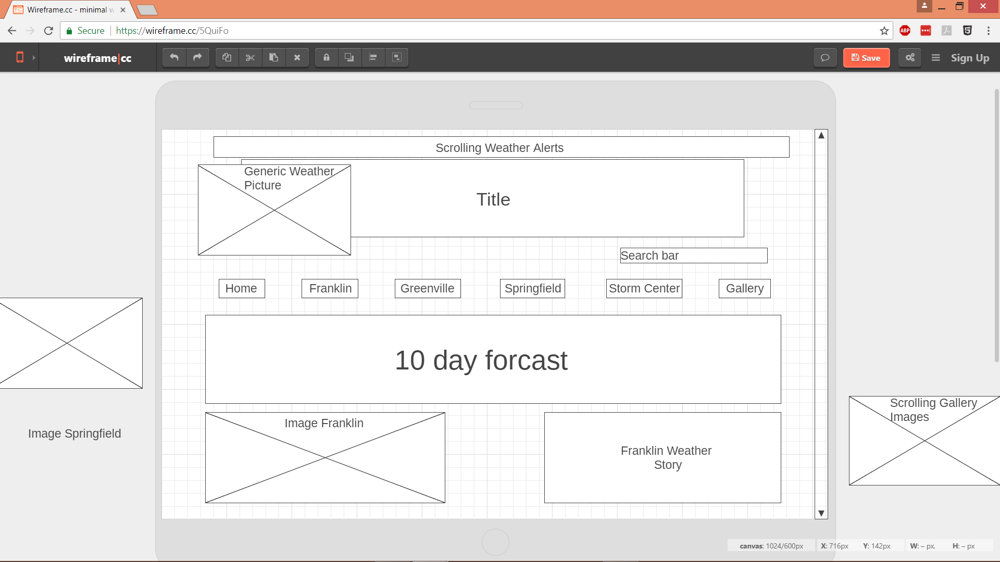 Wireframe.cc - minimal w
Secure https://wireframe.cc/5QuiFo
ABP
wireframe|cc
Save
Sign Up
Scrolling Weather Alerts
Generic Weather
Picture
Title
Search bar
Home Franklin Greenville Springfield Storm Center Gallery
10 day forcast
Image Springfield
Image Franklin
Franklin Weather
Story
Scrolling Gallery
Images
canvas: 1024/600px X: 716px Y: 142px W: – px, H: – px